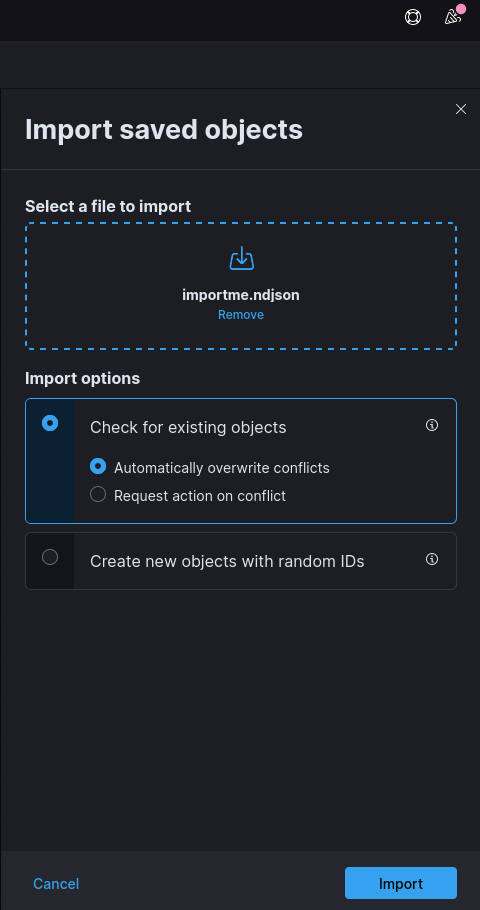 Import saved objects
Select a file to import
importme.ndjson
Remove
Import options
Check for existing objects
Automatically overwrite conflicts
Request action on conflict
Create new objects with random IDs
Cancel
Import